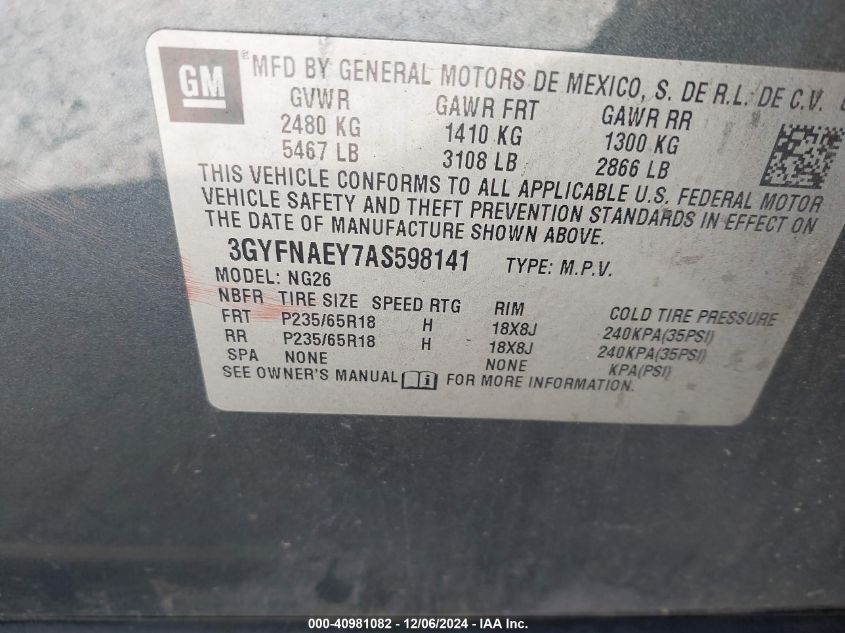 GM ® MFD BY GENERAL MOTORS DE MEXICO, S. DE R.L. DE C.V.
GVWR GAWR FRT GAWR RR
2480 KG 1410 KG 1300 KG
5467 LB 3108 LB 2866 LB
THIS VEHICLE CONFORMS TO ALL APPLICABLE U.S. FEDERAL MOTOR
VEHICLE SAFETY AND THEFT PREVENTION STANDARDS IN EFFECT ON
THE DATE OF MANUFACTURE SHOWN ABOVE.
3GYFNAEY7AS598141 TYPE: M.P.V.
MODEL: NG26
NBFR TIRE SIZE SPEED RTG RIM COLD TIRE PRESSURE
FRT P235/65R18 H 18X8J 240KPA(35PSI)
RR P235/65R18 H 18X8J 240KPA(35PSI)
SPA NONE NONE KPA(PSI)
SEE OWNER'S MANUAL FOR MORE INFORMATION.
000-40981082 - 12/06/2024 - IAA Inc.